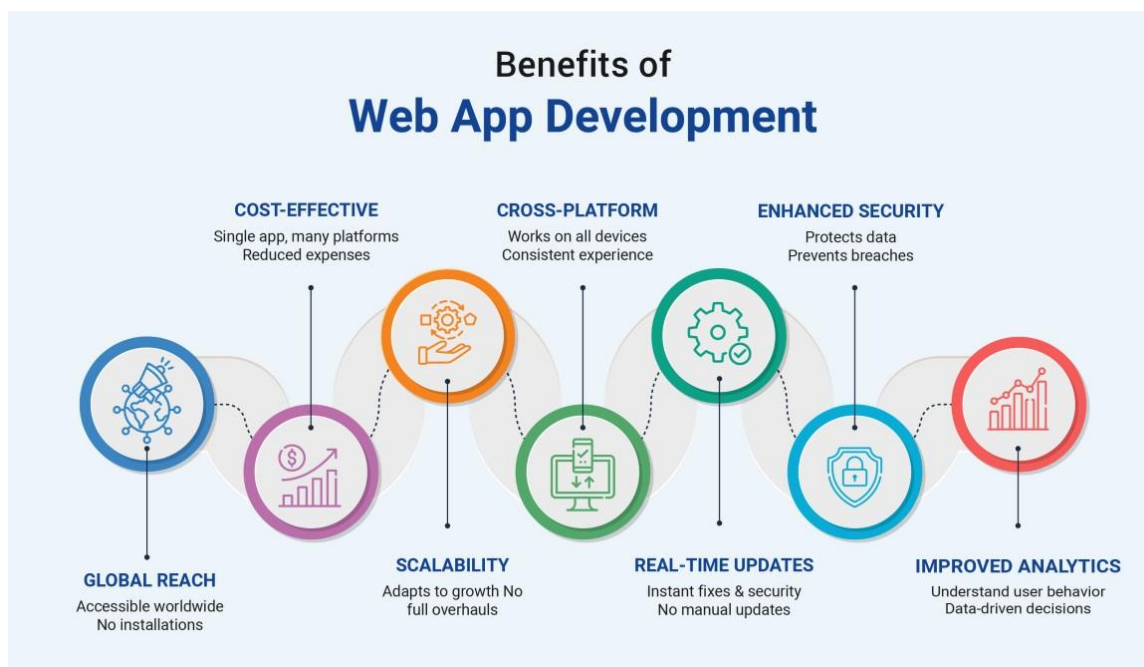 Benefits of
Web App Development
COST-EFFECTIVE
Single app, many platforms
Reduced expenses
CROSS-PLATFORM
Works on all devices
Consistent experience
ENHANCED SECURITY
Protects data
Prevents breaches
$
GLOBAL REACH
Accessible worldwide
No installations
SCALABILITY
Adapts to growth No
full overhauls
REAL-TIME UPDATES
Instant fixes & security
No manual updates
IMPROVED ANALYTICS
Understand user behavior
Data-driven decisions